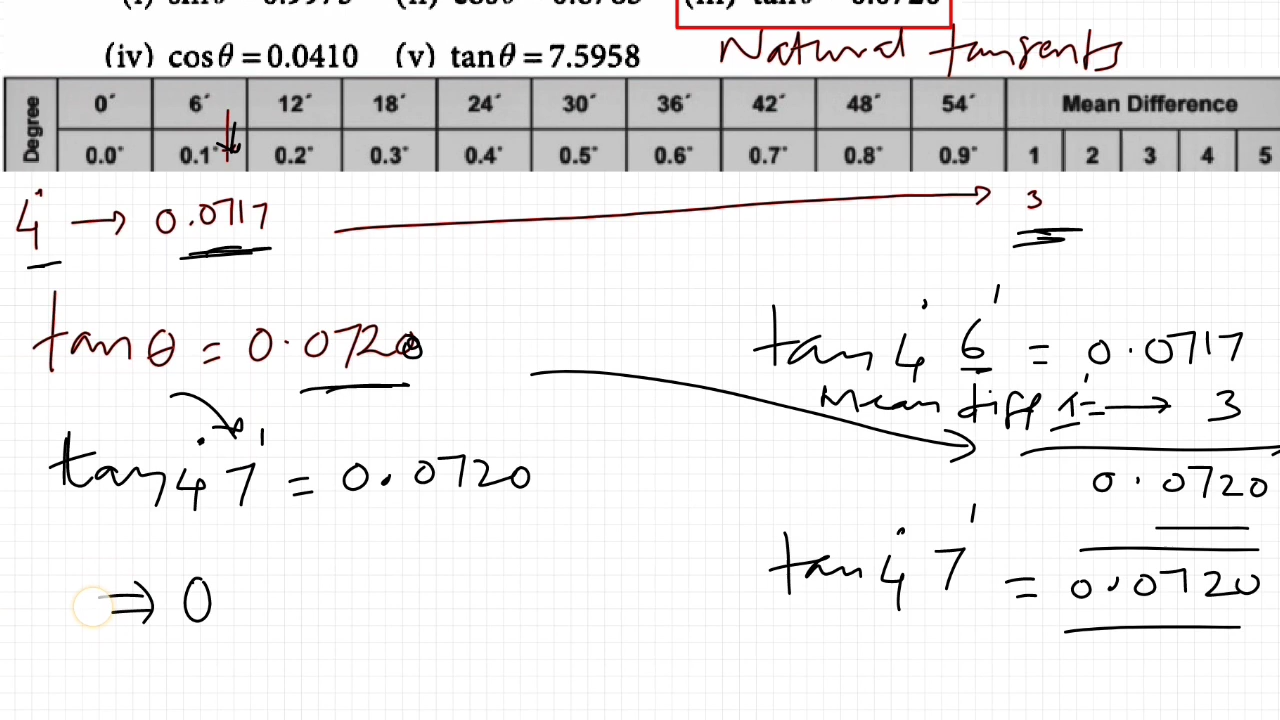 (iv) cosθ = 0.0410 (v) tanθ = 7.5958 Natural tangents
Degree 0´ 6´ 12´ 18´ 24´ 30´ 36´ 42´ 48´ 54´ Mean Difference
0.0° 0.1° 0.2° 0.3° 0.4° 0.5° 0.6° 0.7° 0.8° 0.9° 1 2 3 4 5
4° → 0.0717 → 3
tan θ = 0.0720
tan 4° 6' = 0.0717
Mean diff 1' = → 3
0.0720
tan 4° 7' = 0.0720
tan 4° 7' = 0.0720
⇒ 0